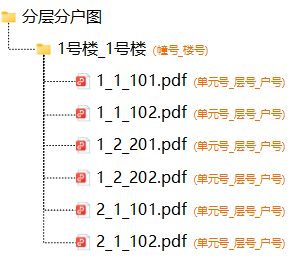 分层分户图
1号楼_1号楼 (幢号_楼号)
1_1_101.pdf (单元号_层号_户号)
1_1_102.pdf (单元号_层号_户号)
1_2_201.pdf (单元号_层号_户号)
1_2_202.pdf (单元号_层号_户号)
2_1_101.pdf (单元号_层号_户号)
2_1_102.pdf (单元号_层号_户号)